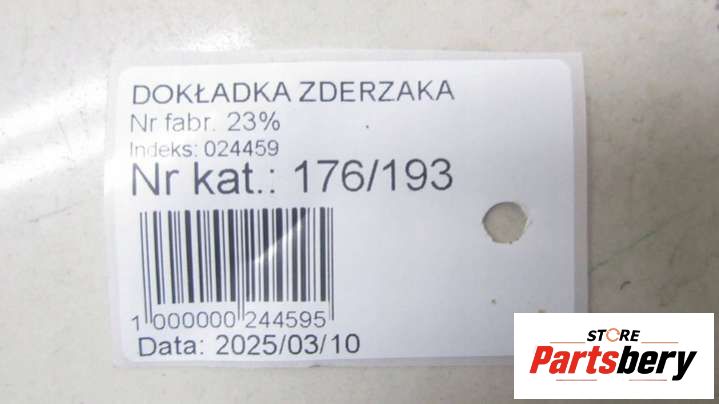 DOKŁADKA ZDERZAKA
Nr fabr. 23%
Indeks: 024459
Nr kat.: 176/193
1 000000 244595
Data: 2025/03/10
STORE
Partsbery